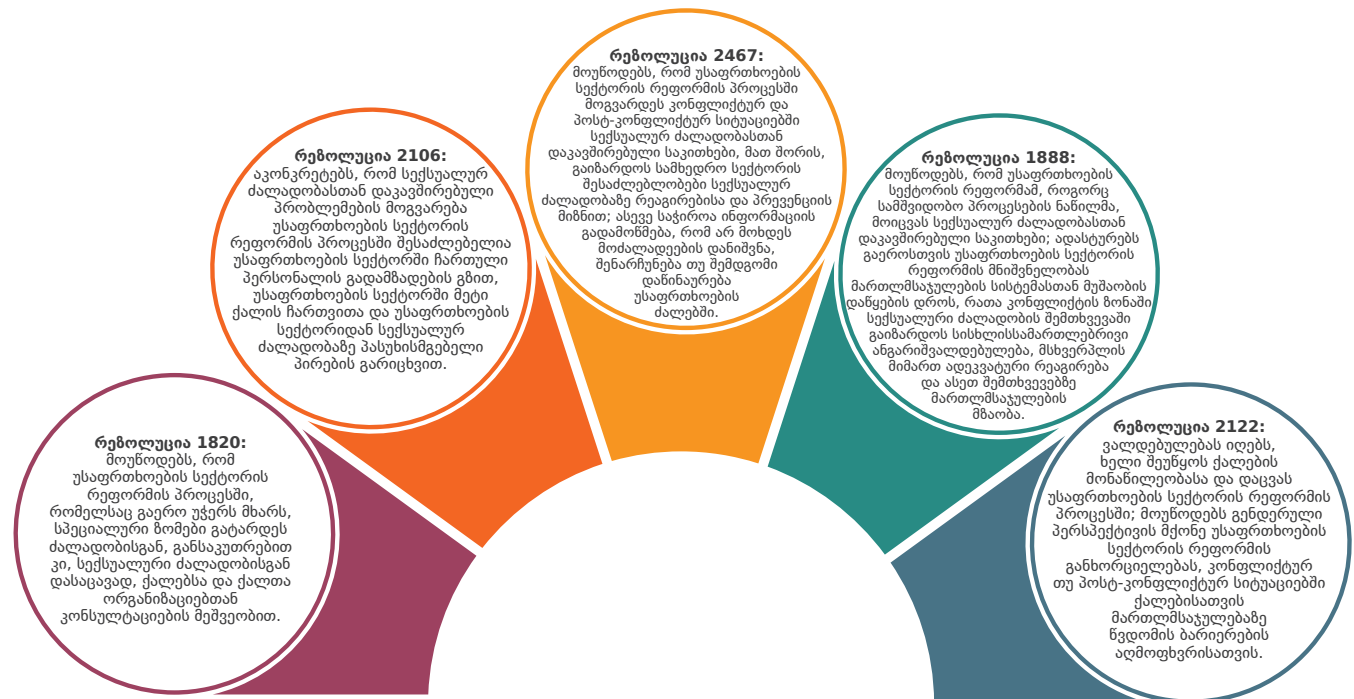 რეზოლუცია 1820:
მოუწოდებს, რომ
უსაფრთხოების სექტორის
რეფორმის პროცესში,
რომელსაც გაერო უჭერს მხარს,
სპეციალური ზომები გატარდეს
ძალადობისგან, განსაკუთრებით
კი, სექსუალური ძალადობისგან
დასაცავად, ქალებსა და ქალთა
ორგანიზაციებთან
კონსულტაციების მეშვეობით.
რეზოლუცია 2106:
აკონკრეტებს, რომ სექსუალურ
ძალადობასთან დაკავშირებული
პრობლემების მოგვარება
უსაფრთხოების სექტორის
რეფორმის პროცესში შესაძლებელია
უსაფრთხოების სექტორში ჩართული
პერსონალის გადამზადების გზით,
უსაფრთხოების სექტორში მეტი
ქალის ჩართვითა და უსაფრთხოების
სექტორიდან სექსუალურ
ძალადობაზე პასუხისმგებელი
პირების გარიცხვით.
რეზოლუცია 2467:
მოუწოდებს, რომ უსაფრთხოების
სექტორის რეფორმის პროცესში
მოგვარდეს კონფლიქტურ და
პოსტ-კონფლიქტურ სიტუაციებში
სექსუალურ ძალადობასთან
დაკავშირებული საკითხები, მათ შორის,
გაიზარდოს სამხედრო სექტორის
შესაძლებლობები სექსუალურ
ძალადობაზე რეაგირებისა და პრევენციის
მიზნით; ასევე საჭიროა ინფორმაციის
გადამოწმება, რომ არ მოხდეს
მოძალადეების დანიშვნა,
შენარჩუნება თუ შემდგომი
დაწინაურება
უსაფრთხოების
ძალებში.
რეზოლუცია 1888:
მოუწოდებს, რომ უსაფრთხოების
სექტორის რეფორმამ, როგორც
სამშვიდობო პროცესების ნაწილმა,
მოიცვას სექსუალურ ძალადობასთან
დაკავშირებული საკითხები; ადასტურებს
გაეროსთვის უსაფრთხოების სექტორის
რეფორმის მნიშვნელობას
მართლმსაჯულების სისტემასთან მუშაობის
დაწყების დროს, რათა კონფლიქტის ზონაში
სექსუალური ძალადობის შემთხვევაში
გაიზარდოს სისხლისსამართლებრივი
ანგარიშვალდებულება, მსხვერპლის
მიმართ ადეკვატური რეაგირება
და ასეთ შემთხვევებზე
მართლმსაჯულების
მზაობა.
რეზოლუცია 2122:
ვალდებულებას იღებს,
ხელი შეუწყოს ქალების
მონაწილეობასა და დაცვას
უსაფრთხოების სექტორის რეფორმის
პროცესში; მოუწოდებს გენდერული
პერსპექტივის მქონე უსაფრთხოების
სექტორის რეფორმის
განხორციელებას, კონფლიქტურ
თუ პოსტ-კონფლიქტურ სიტუაციებში
ქალებისათვის
მართლმსაჯულებაზე
წვდომის ბარიერების
აღმოფხვრისათვის.